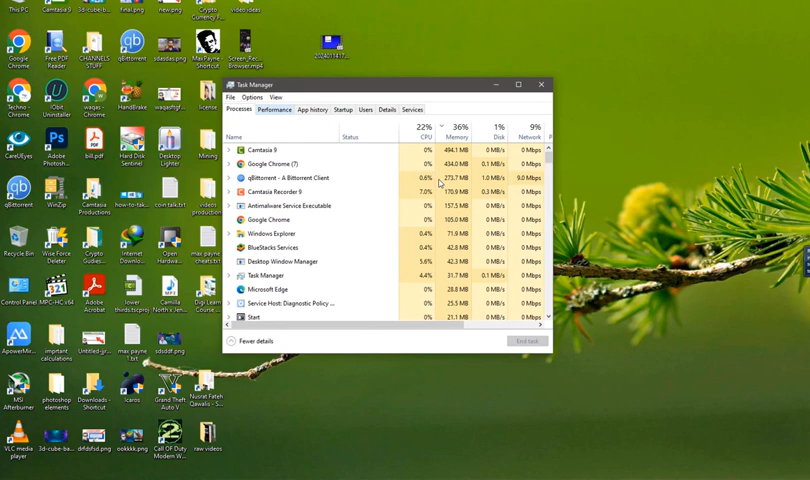 This PC
Camtasia 9
3d-cube-b...
final.png
new.png
Crypto Currency F...
video ideas
Google Chrome
Free PDF Reader
qBittorrent
sdasdas.png
MaxPayne - Shortcut
Screen_Rec... Browser.mp4
2024011417...
Techno - Chrome
IObit Uninstaller
waqas - Chrome
HandBrake
license
CareUEyes
Adobe Photosh...
bill.pdf
Hard Disk Sentinel
Desktop Lighter
Mining
qBittorrent
WinZip
Camtasia Productions
how-to-tak...
coin talk.txt
videos production
Recycle Bin
Wise Force Deleter
Crypto Guides
Internet Downlo...
Open Hardwa...
max payne cheats.txt
Control Panel
MPC-HC x64
Adobe Acrobat
lower thirds.tscproj
Camilla North x Jen...
Digi Learn Course ...
ApowerMir...
imprtant calculations
max payne 1.txt
sdsddf.png
MSI Afterburner
photoshop elements
Downloads - Shortcut
Icaros
Grand Theft Auto V
Nusrat Fateh
VLC media player
3d-cube-ba...
ookkkk.png
Call OF Duty Modern W...
raw videos
Task Manager
File Options View
Processes Performance App history Startup Users Details Services
22% 36% 1% 9%
Name Status CPU Memory Disk Network
Camtasia 9 0% 494.1 MB 0 MB/s 0 Mbps
Google Chrome (7) 0% 434.0 MB 0.1 MB/s 0 Mbps
qBittorrent - A Bittorrent Client 0.6% 273.7 MB 1.0 MB/s 9.0 Mbps
Camtasia Recorder 9 7.0% 170.9 MB 0.3 MB/s 0 Mbps
Antimalware Service Executable 0% 157.5 MB 0 MB/s 0 Mbps
Google Chrome 0% 105.0 MB 0 MB/s 0 Mbps
Windows Explorer 0.4% 71.9 MB 0 MB/s 0 Mbps
BlueStacks Services 0.4% 42.8 MB 0 MB/s 0 Mbps
Desktop Window Manager 5.6% 42.3 MB 0 MB/s 0 Mbps
Task Manager 4.4% 31.7 MB 0.1 MB/s 0 Mbps
Microsoft Edge 0% 28.8 MB 0 MB/s 0 Mbps
Service Host: Diagnostic Policy ... 0% 25.5 MB 0 MB/s 0 Mbps
Start 0% 21.1 MB 0 MB/s 0 Mbps
Fewer details
End task